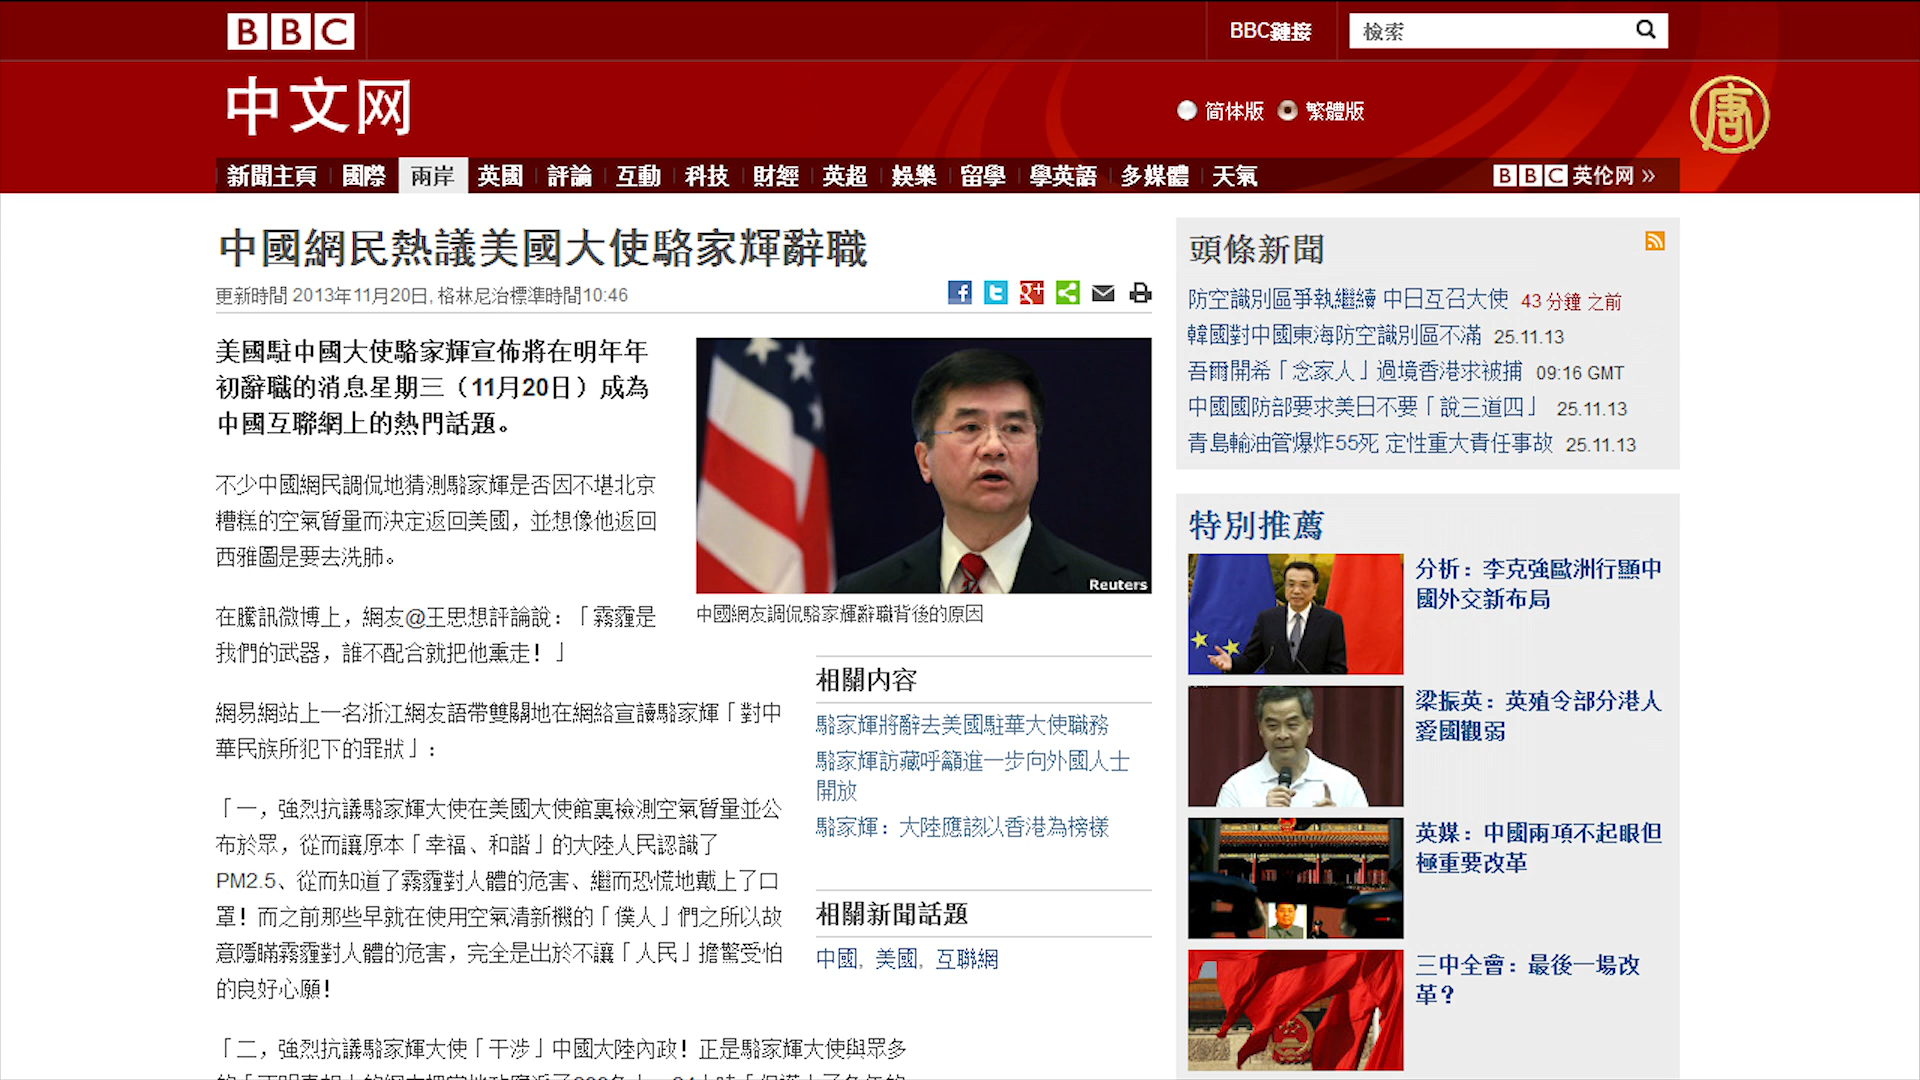 BBC
BBC鏈接
檢索
中文网
简体版 繁體版
唐
新聞主頁 國際 兩岸 英國 評論 互動 科技 財經 英超 娛樂 留學 學英語 多媒體 天氣
BBC 英伦网 »
中國網民熱議美國大使駱家輝辭職
更新時間 2013年11月20日, 格林尼治標準時間10:46
美國駐中國大使駱家輝宣佈將在明年年
初辭職的消息星期三（11月20日）成為
中國互聯網上的熱門話題。
不少中國網民調侃地猜測駱家輝是否因不堪北京
糟糕的空氣質量而決定返回美國，並想像他返回
西雅圖是要去洗肺。
在騰訊微博上，網友@王思想評論說：「霧霾是
我們的武器，誰不配合就把他熏走！」
網易網站上一名浙江網友語帶雙關地在網絡宣讀駱家輝「對中
華民族所犯下的罪狀」：
「一，強烈抗議駱家輝大使在美國大使館裏檢測空氣質量並公
布於眾，從而讓原本「幸福、和諧」的大陸人民認識了
PM2.5、從而知道了霧霾對人體的危害、繼而恐慌地戴上了口
罩！而之前那些早就在使用空氣清新機的「僕人」們之所以故
意隱瞞霧霾對人體的危害，完全是出於不讓「人民」擔驚受怕
的良好心願！
「二，強烈抗議駱家輝大使「干涉」中國大陸內政！正是駱家輝大使與眾多
Reuters
中國網友調侃駱家輝辭職背後的原因
相關内容
駱家輝將辭去美國駐華大使職務
駱家輝訪藏呼籲進一步向外國人士
開放
駱家輝：大陸應該以香港為榜樣
相關新聞話題
中國, 美國, 互聯網
頭條新聞
防空識別區爭執繼續 中日互召大使 43 分鐘 之前
韓國對中國東海防空識別區不滿 25.11.13
吾爾開希「念家人」過境香港求被捕 09:16 GMT
中國國防部要求美日不要「說三道四」 25.11.13
青島輸油管爆炸55死 定性重大責任事故 25.11.13
特別推薦
分析：李克強歐洲行顯中
國外交新布局
梁振英：英殖令部分港人
愛國觀弱
英媒：中國兩項不起眼但
極重要改革
三中全會：最後一場改
革？